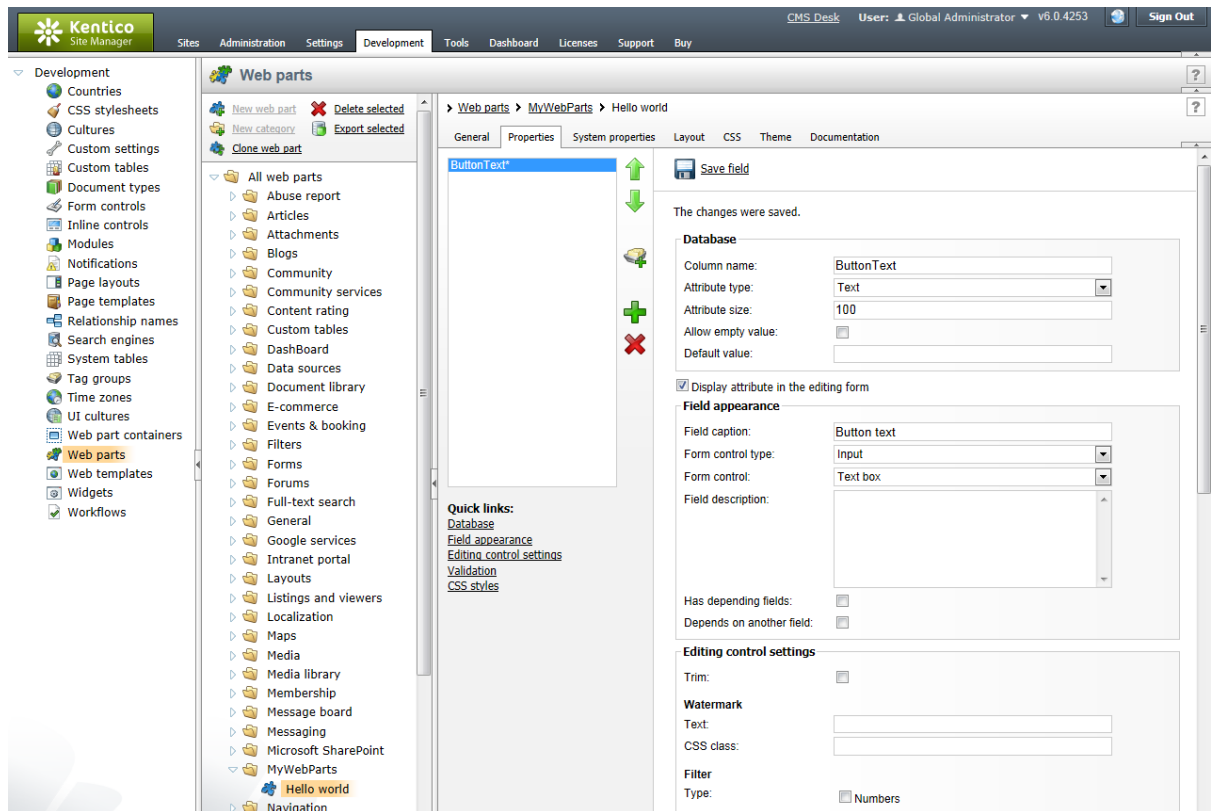 CMS Desk User: Global Administrator v6.0.4253 Sign Out
Kentico
Site Manager
Sites Administration Settings Development Tools Dashboard Licenses Support Buy
Development
Countries
CSS stylesheets
Cultures
Custom settings
Custom tables
Document types
Form controls
Inline controls
Modules
Notifications
Page layouts
Page templates
Relationship names
Search engines
System tables
Tag groups
Time zones
UI cultures
Web part containers
Web parts
Web templates
Widgets
Workflows
Web parts
?
New web part Delete selected
New category Export selected
Clone web part
All web parts
Abuse report
Articles
Attachments
Blogs
Community
Community services
Content rating
Custom tables
DashBoard
Data sources
Document library
E-commerce
Events & booking
Filters
Forms
Forums
Full-text search
General
Google services
Intranet portal
Layouts
Listings and viewers
Localization
Maps
Media
Media library
Membership
Message board
Messaging
Microsoft SharePoint
MyWebParts
Hello world
Navigation
> Web parts > MyWebParts > Hello world
?
General Properties System properties Layout CSS Theme Documentation
ButtonText*
Quick links:
Database
Field appearance
Editing control settings
Validation
CSS styles
Save field
The changes were saved.
Database
Column name: ButtonText
Attribute type: Text
Attribute size: 100
Allow empty value:
Default value:
Display attribute in the editing form
Field appearance
Field caption: Button text
Form control type: Input
Form control: Text box
Field description:
Has depending fields:
Depends on another field:
Editing control settings
Trim:
Watermark
Text:
CSS class:
Filter
Type: Numbers